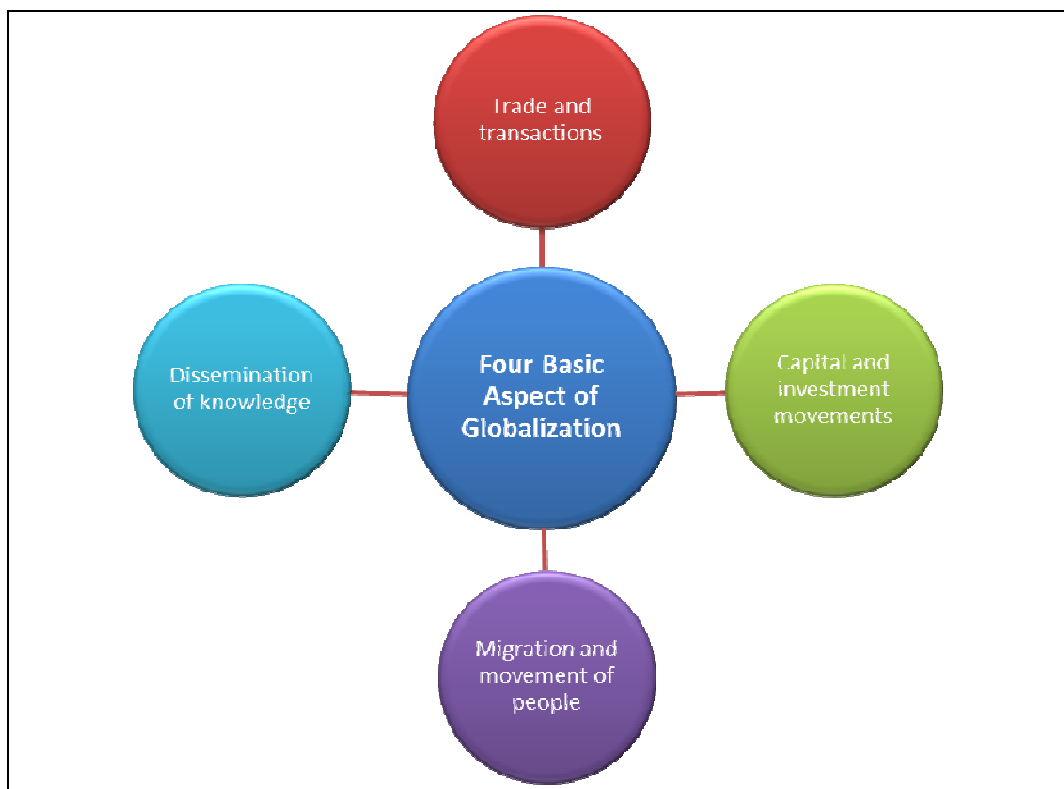 Trade and
transactions
Dissemination
of knowledge
Four Basic
Aspect of
Globalization
Capital and
investment
movements
Migration and
movement of
people